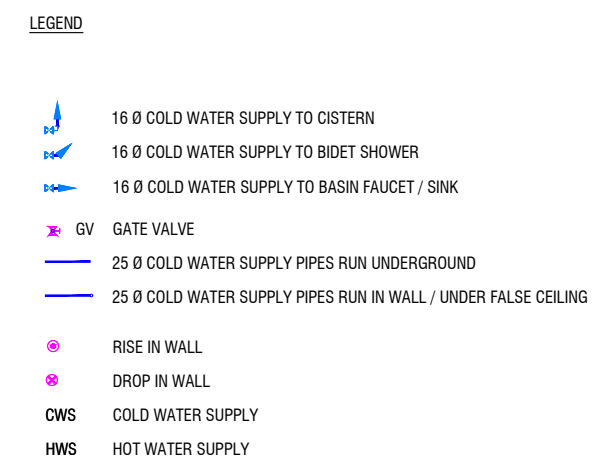 LEGEND
16 Ø COLD WATER SUPPLY TO CISTERN
16 Ø COLD WATER SUPPLY TO BIDET SHOWER
16 Ø COLD WATER SUPPLY TO BASIN FAUCET / SINK
GV GATE VALVE
25 Ø COLD WATER SUPPLY PIPES RUN UNDERGROUND
25 Ø COLD WATER SUPPLY PIPES RUN IN WALL / UNDER FALSE CEILING
RISE IN WALL
DROP IN WALL
CWS COLD WATER SUPPLY
HWS HOT WATER SUPPLY